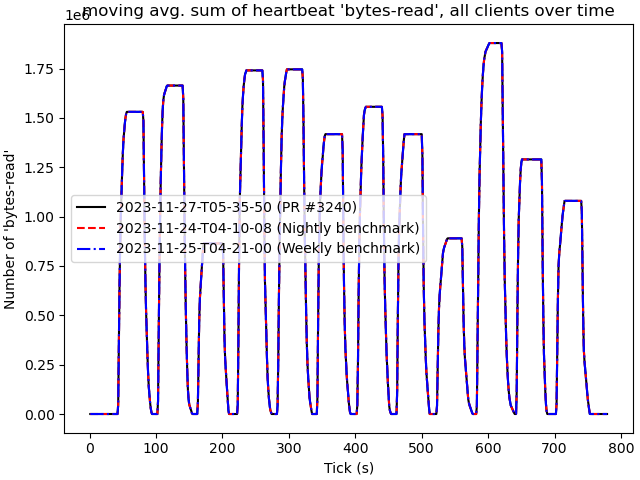 moving avg. sum of heartbeat 'bytes-read', all clients over time
1e6
1.75
1.50
1.25
1.00
0.75
0.50
0.25
0.00
Number of 'bytes-read'
2023-11-27-T05-35-50 (PR #3240)
2023-11-24-T04-10-08 (Nightly benchmark)
2023-11-25-T04-21-00 (Weekly benchmark)
0 100 200 300 400 500 600 700 800
Tick (s)